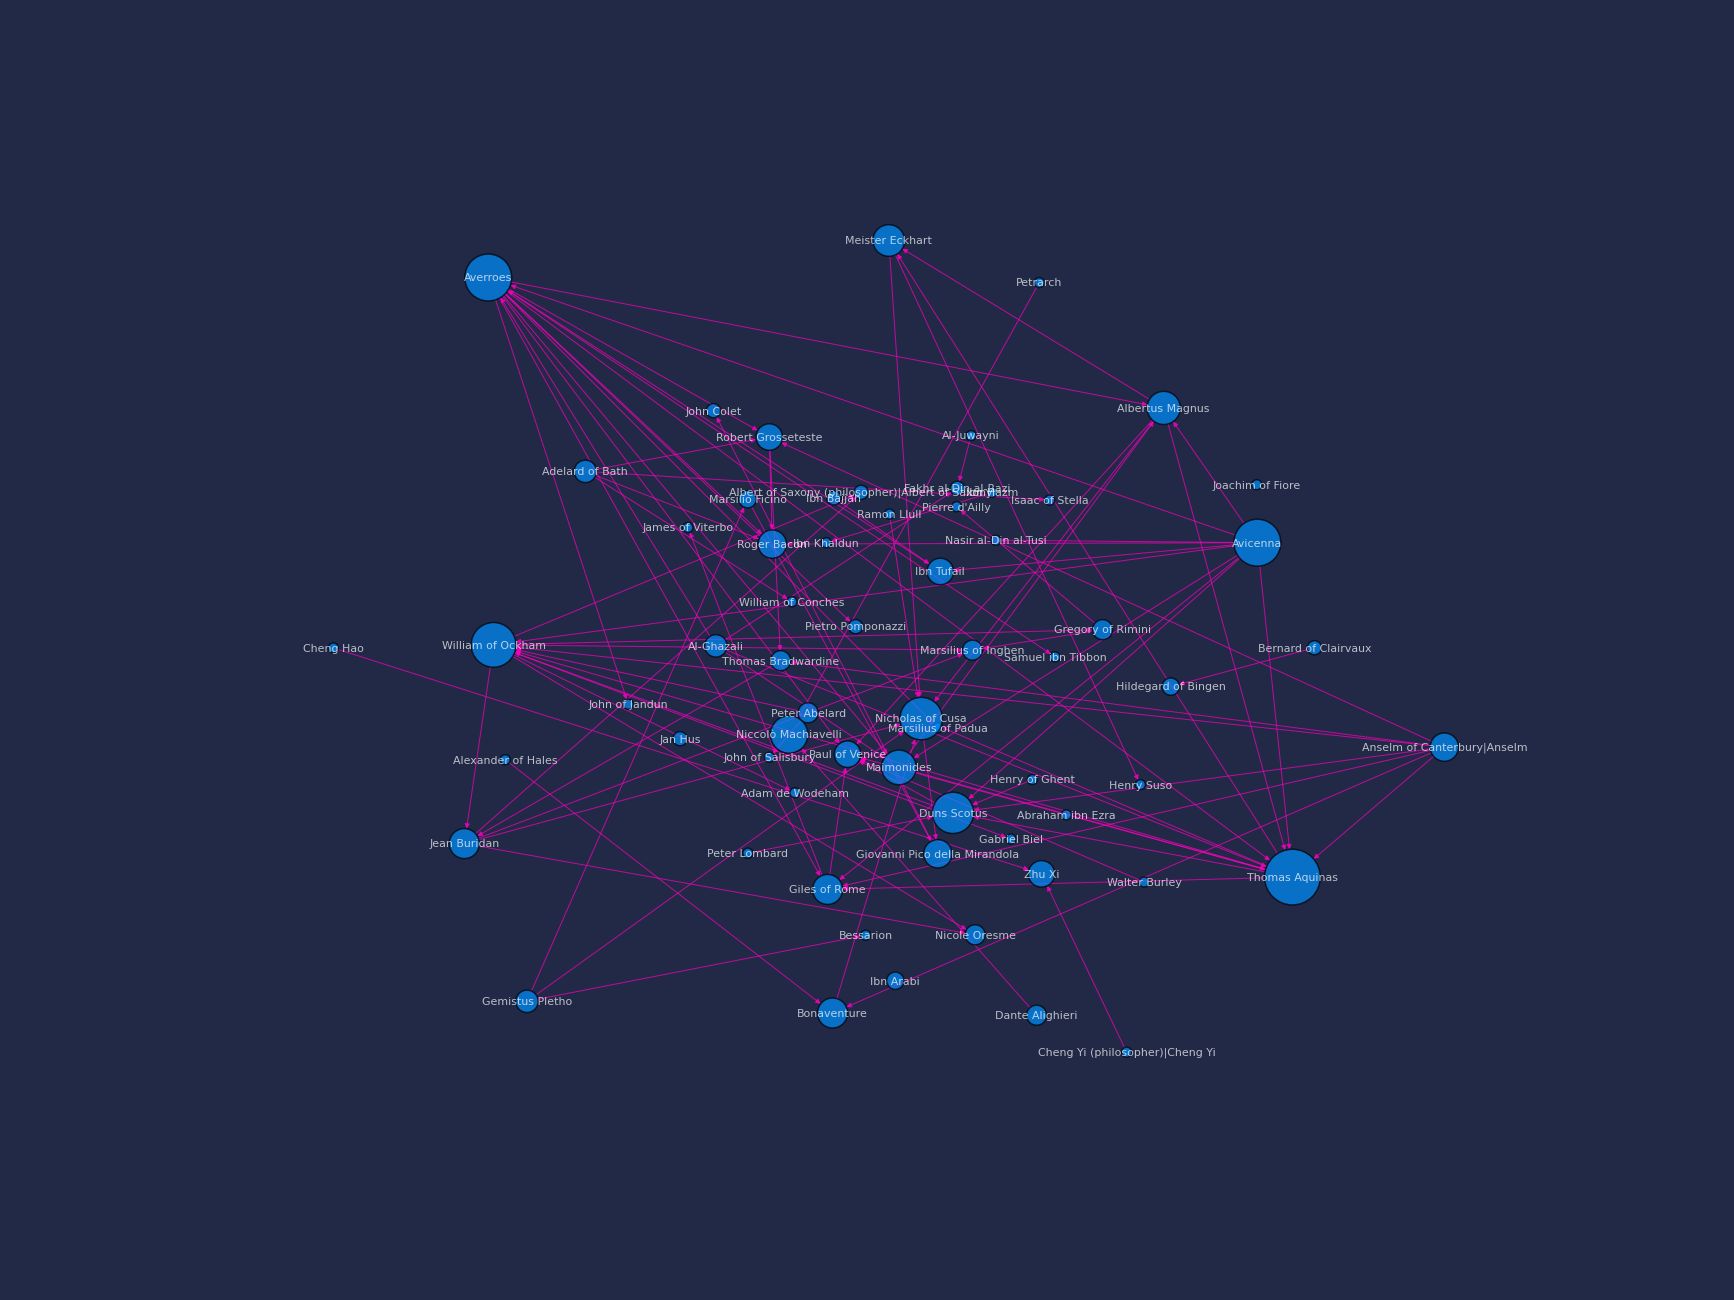 Meister Eckhart
Averroes
Petrarch
Albertus Magnus
John Colet
Robert Grosseteste
Al-Juwayni
Adelard of Bath
Joachim of Fiore
Fakhr al-Din al-Razi
Albert of Saxony (philosopher)|Albert of Saxony
Ibn Hazm
Marsilio Ficino
Ibn Bajjah
Isaac of Stella
Pierre d'Ailly
Ramon Llull
James of Viterbo
Roger Bacon
Ibn Khaldun
Nasir al-Din al-Tusi
Avicenna
Ibn Tufail
William of Conches
Pietro Pomponazzi
Gregory of Rimini
William of Ockham
Al-Ghazali
Cheng Hao
Bernard of Clairvaux
Marsilius of Inghen
Samuel ibn Tibbon
Thomas Bradwardine
Hildegard of Bingen
John of Jandun
Peter Abelard
Nicholas of Cusa
Marsilius of Padua
Niccolò Machiavelli
Jan Hus
Anselm of Canterbury|Anselm
Paul of Venice
John of Salisbury
Alexander of Hales
Maimonides
Henry of Ghent
Henry Suso
Adam de Wodeham
Duns Scotus
Abraham ibn Ezra
Gabriel Biel
Jean Buridan
Peter Lombard
Giovanni Pico della Mirandola
Zhu Xi
Thomas Aquinas
Walter Burley
Giles of Rome
Bessarion
Nicole Oresme
Ibn Arabi
Gemistus Pletho
Bonaventure
Dante Alighieri
Cheng Yi (philosopher)|Cheng Yi